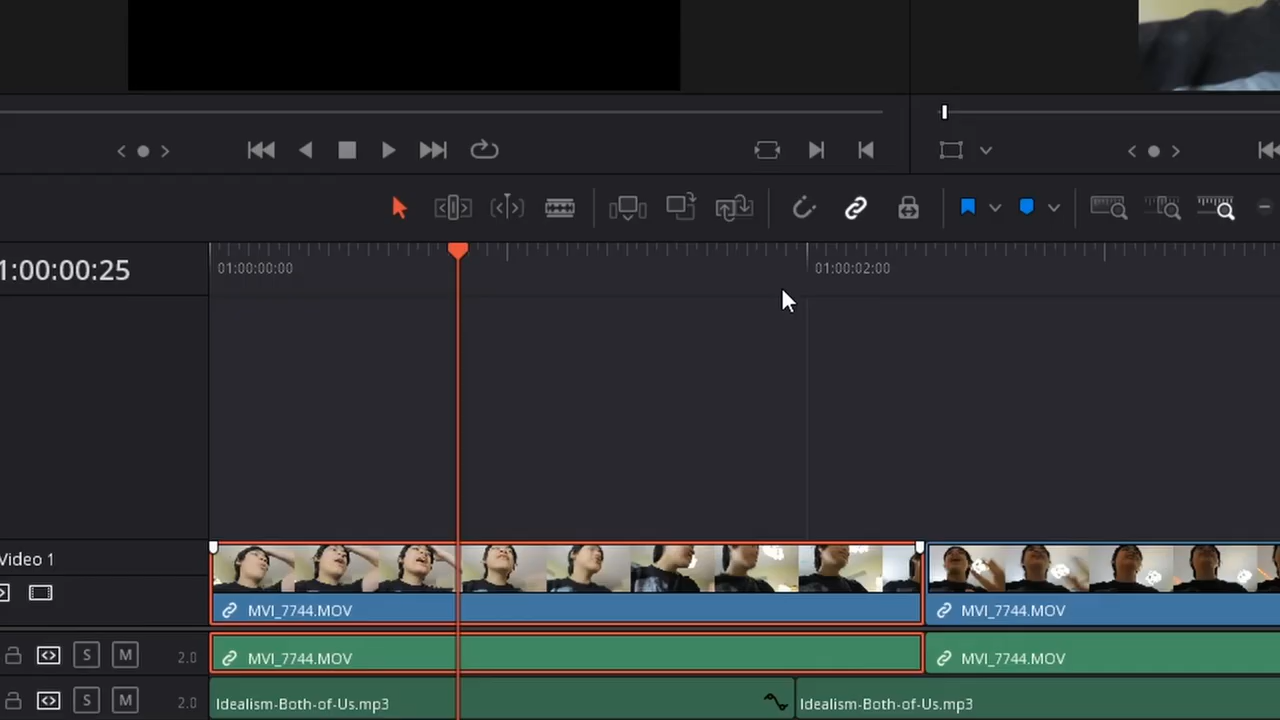 1:00:00:25
01:00:00:00
01:00:02:00
Video 1
MVI_7744.MOV
MVI_7744.MOV
S M 2.0
MVI_7744.MOV
MVI_7744.MOV
S M 2.0
Idealism-Both-of-Us.mp3
Idealism-Both-of-Us.mp3